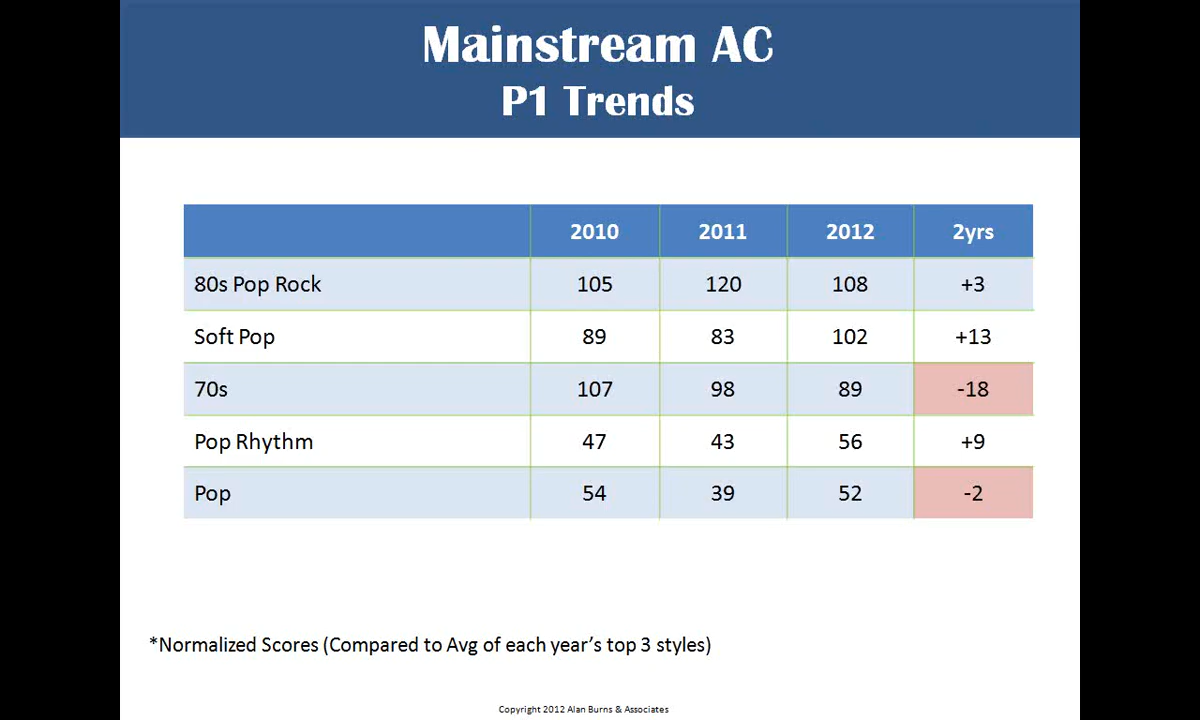 Mainstream AC
P1 Trends
2010 2011 2012 2yrs
80s Pop Rock 105 120 108 +3
Soft Pop 89 83 102 +13
70s 107 98 89 -18
Pop Rhythm 47 43 56 +9
Pop 54 39 52 -2
*Normalized Scores (Compared to Avg of each year’s top 3 styles)
Copyright 2012 Alan Burns & Associates